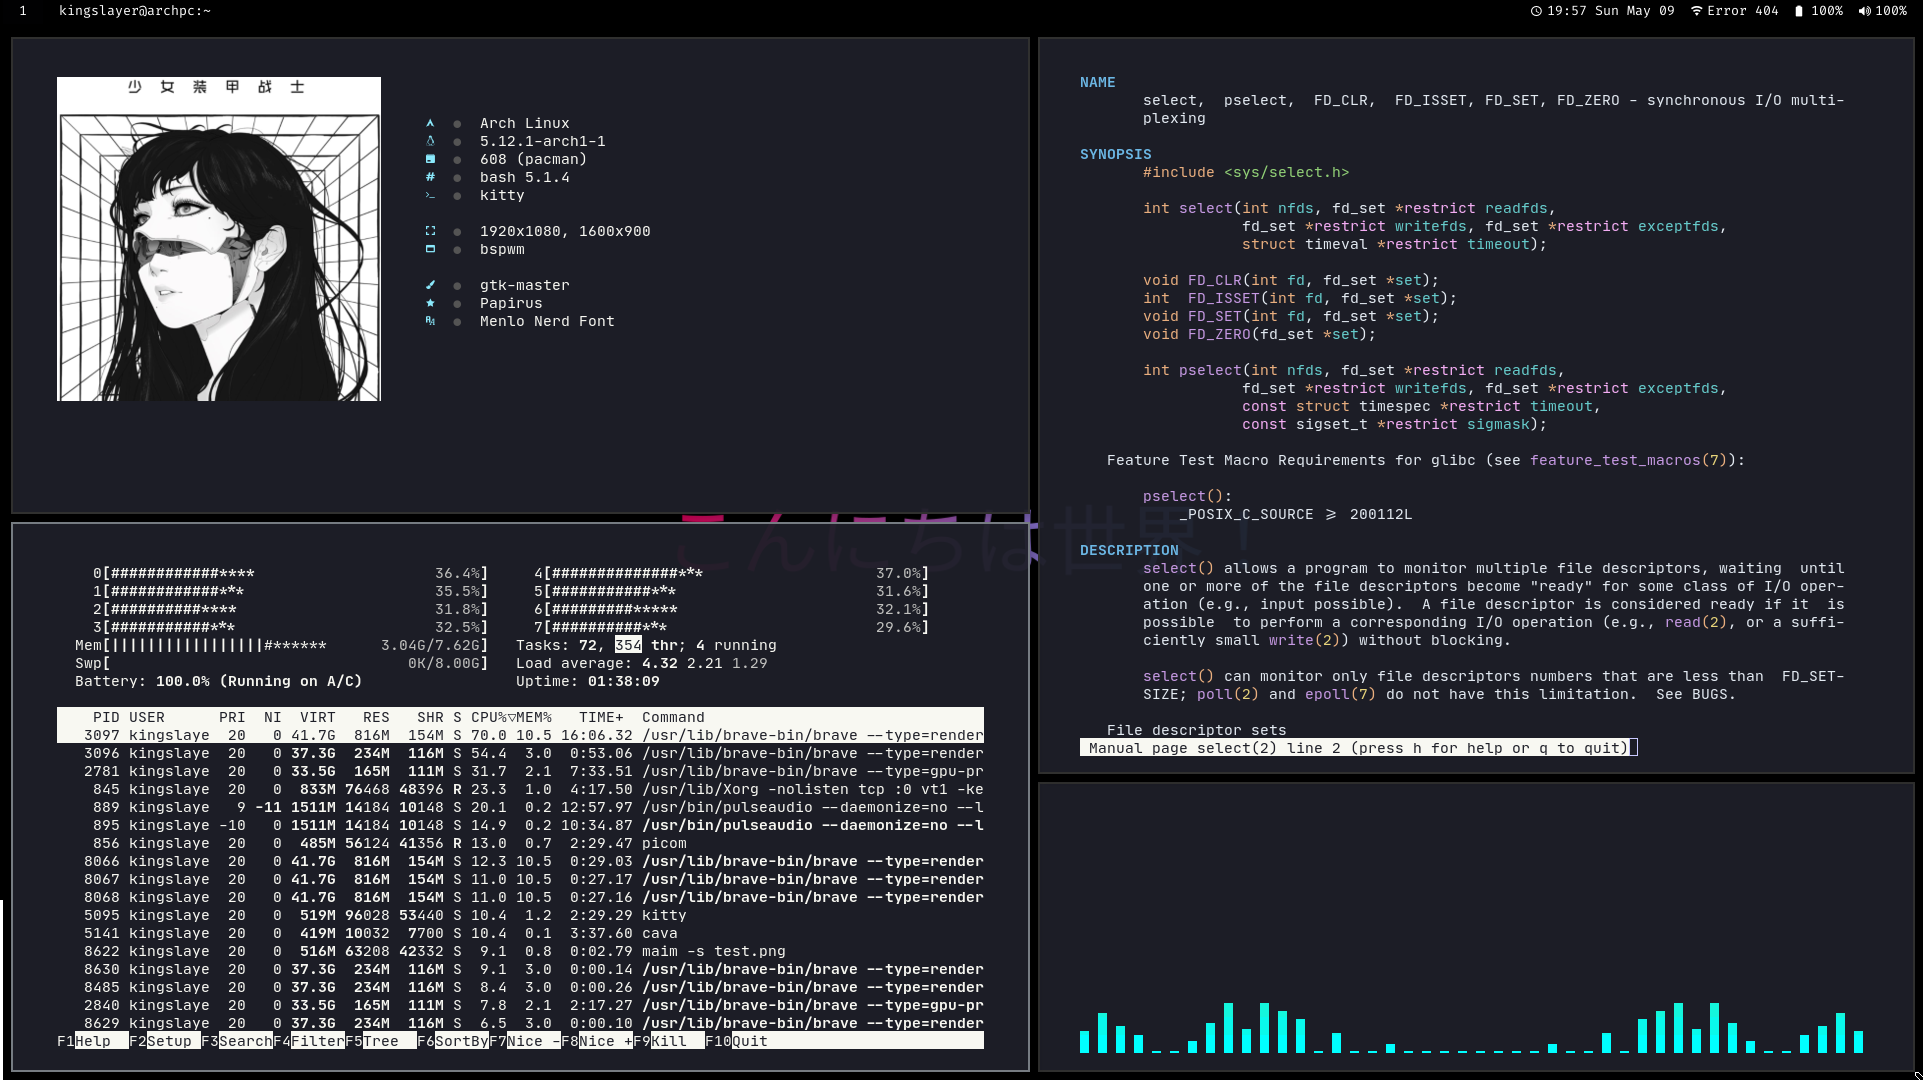 1 kingslayer@archpc:~
19:57 Sun May 09 Error 404 100% 100%
少女装甲战士
Arch Linux
5.12.1-arch1-1
608 (pacman)
bash 5.1.4
kitty
1920x1080, 1600x900
bspwm
gtk-master
Papirus
Menlo Nerd Font
NAME
select, pselect, FD_CLR, FD_ISSET, FD_SET, FD_ZERO - synchronous I/O multi-
plexing
SYNOPSIS
#include <sys/select.h>
int select(int nfds, fd_set *restrict readfds,
fd_set *restrict writefds, fd_set *restrict exceptfds,
struct timeval *restrict timeout);
void FD_CLR(int fd, fd_set *set);
int FD_ISSET(int fd, fd_set *set);
void FD_SET(int fd, fd_set *set);
void FD_ZERO(fd_set *set);
int pselect(int nfds, fd_set *restrict readfds,
fd_set *restrict writefds, fd_set *restrict exceptfds,
const struct timespec *restrict timeout,
const sigset_t *restrict sigmask);
Feature Test Macro Requirements for glibc (see feature_test_macros(7)):
pselect():
_POSIX_C_SOURCE ⩾ 200112L
DESCRIPTION
select() allows a program to monitor multiple file descriptors, waiting until
one or more of the file descriptors become "ready" for some class of I/O oper-
ation (e.g., input possible). A file descriptor is considered ready if it is
possible to perform a corresponding I/O operation (e.g., read(2), or a suffi-
ciently small write(2)) without blocking.
select() can monitor only file descriptors numbers that are less than FD_SET-
SIZE; poll(2) and epoll(7) do not have this limitation. See BUGS.
File descriptor sets
Manual page select(2) line 2 (press h for help or q to quit)
こんにちは世界！
0[############**** 36.4%] 4[##############*** 37.0%]
1[############*** 35.5%] 5[###########*** 31.6%]
2[##########**** 31.8%] 6[#########***** 32.1%]
3[###########*** 32.5%] 7[##########*** 29.6%]
Mem[|||||||||||||||||#****** 3.04G/7.62G] Tasks: 72, 354 thr; 4 running
Swp[ 0K/8.00G] Load average: 4.32 2.21 1.29
Battery: 100.0% (Running on A/C) Uptime: 01:38:09
PID USER PRI NI VIRT RES SHR S CPU%▽MEM% TIME+ Command
3097 kingslaye 20 0 41.7G 816M 154M S 70.0 10.5 16:06.32 /usr/lib/brave-bin/brave --type=render
3096 kingslaye 20 0 37.3G 234M 116M S 54.4 3.0 0:53.06 /usr/lib/brave-bin/brave --type=render
2781 kingslaye 20 0 33.5G 165M 111M S 31.7 2.1 7:33.51 /usr/lib/brave-bin/brave --type=gpu-pr
845 kingslaye 20 0 833M 76468 48396 R 23.3 1.0 4:17.50 /usr/lib/Xorg -nolisten tcp :0 vt1 -ke
889 kingslaye 9 -11 1511M 14184 10148 S 20.1 0.2 12:57.97 /usr/bin/pulseaudio --daemonize=no --l
895 kingslaye -10 0 1511M 14184 10148 S 14.9 0.2 10:34.87 /usr/bin/pulseaudio --daemonize=no --l
856 kingslaye 20 0 485M 56124 41356 R 13.0 0.7 2:29.47 picom
8066 kingslaye 20 0 41.7G 816M 154M S 12.3 10.5 0:29.03 /usr/lib/brave-bin/brave --type=render
8067 kingslaye 20 0 41.7G 816M 154M S 11.0 10.5 0:27.17 /usr/lib/brave-bin/brave --type=render
8068 kingslaye 20 0 41.7G 816M 154M S 11.0 10.5 0:27.16 /usr/lib/brave-bin/brave --type=render
5095 kingslaye 20 0 519M 96028 53440 S 10.4 1.2 2:29.29 kitty
5141 kingslaye 20 0 419M 10032 7700 S 10.4 0.1 3:37.60 cava
8622 kingslaye 20 0 516M 63208 42332 S 9.1 0.8 0:02.79 maim -s test.png
8630 kingslaye 20 0 37.3G 234M 116M S 9.1 3.0 0:00.14 /usr/lib/brave-bin/brave --type=render
8485 kingslaye 20 0 37.3G 234M 116M S 8.4 3.0 0:00.26 /usr/lib/brave-bin/brave --type=render
2840 kingslaye 20 0 33.5G 165M 111M S 7.8 2.1 2:17.27 /usr/lib/brave-bin/brave --type=gpu-pr
8629 kingslaye 20 0 37.3G 234M 116M S 6.5 3.0 0:00.10 /usr/lib/brave-bin/brave --type=render
F1Help F2Setup F3SearchF4FilterF5Tree F6SortByF7Nice -F8Nice +F9Kill F10Quit